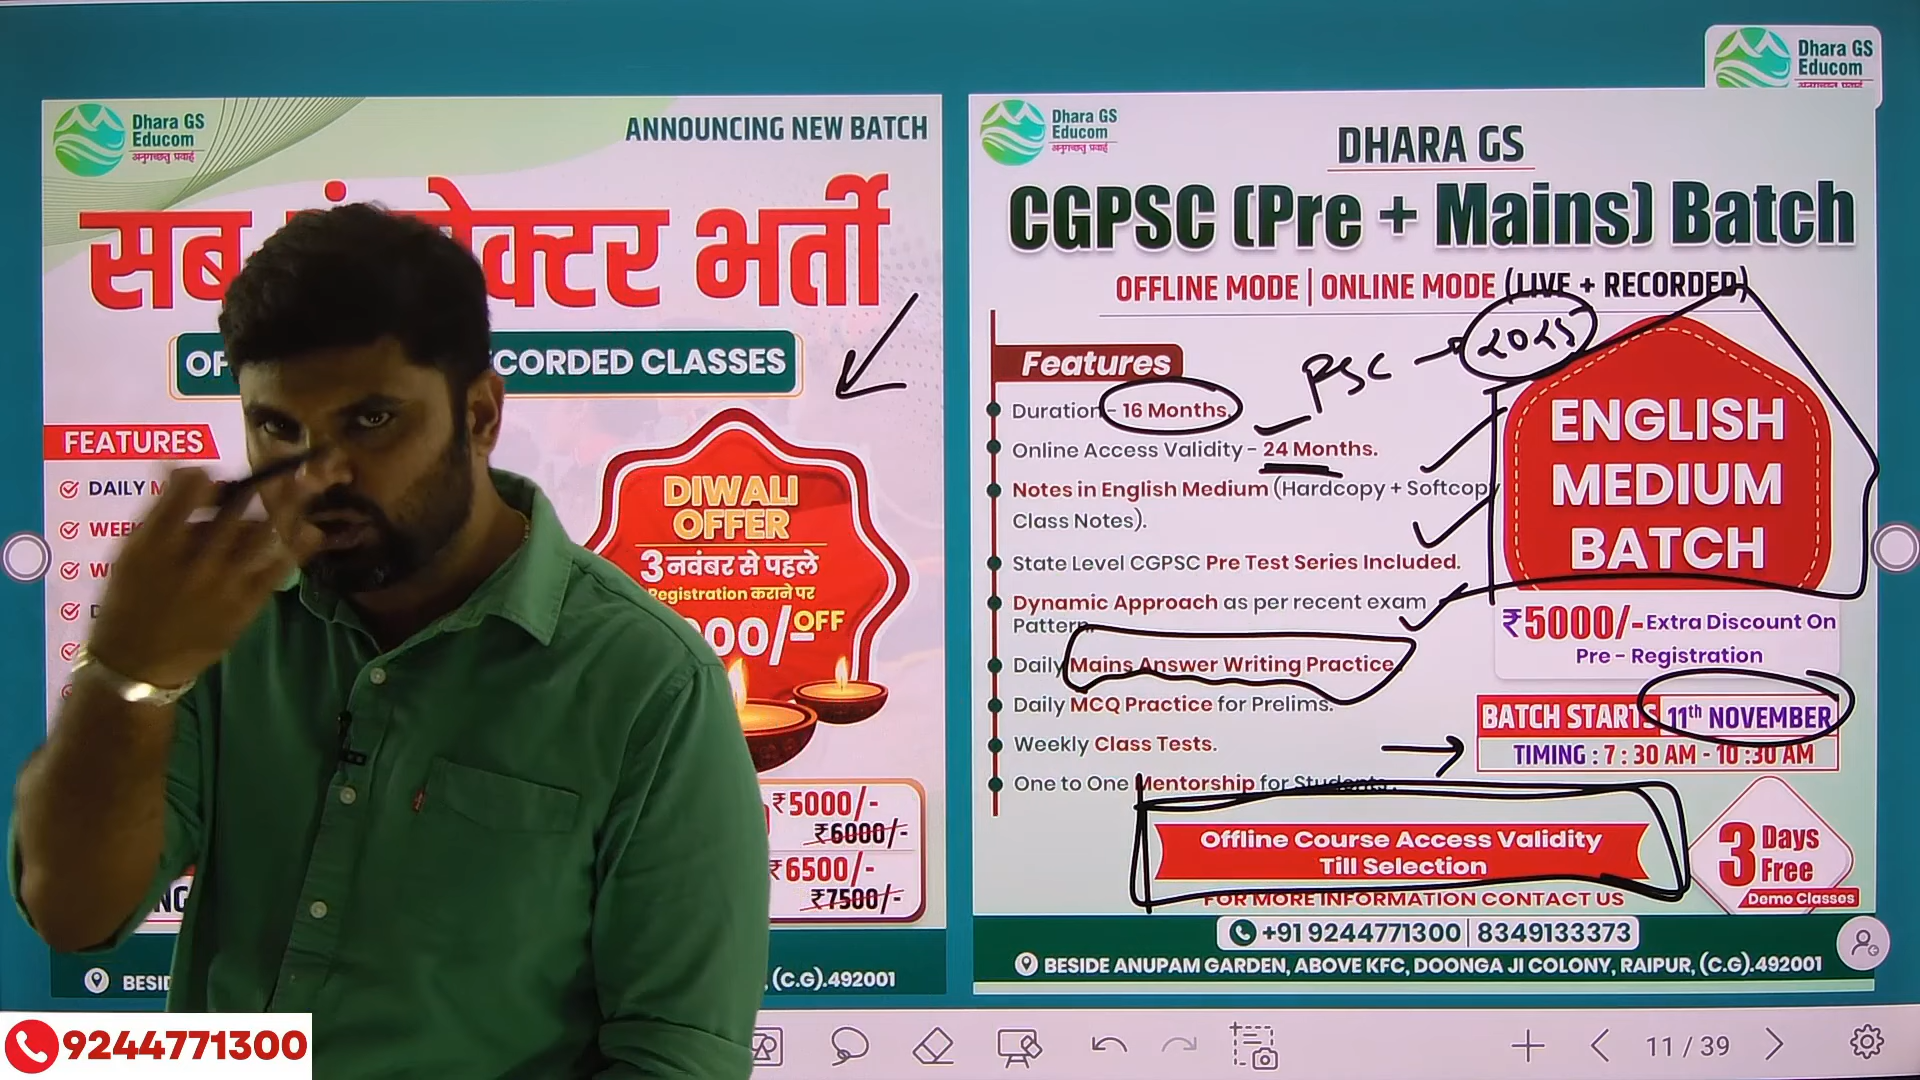 Dhara GS
Educom
Dhara GS
Educom
अनुगच्छतु प्रवाहं
ANNOUNCING NEW BATCH
भर्ती
CORDED CLASSES
FEATURES
DAILY
DIWALI
OFFER
3 नवंबर से पहले
Registration कराने पर
000/-
OFF
₹5000/-
₹6000/-
₹6500/-
₹7500/-
(C.G).492001
9244771300
Dhara GS
Educom
अनुगच्छतु प्रवाहं
DHARA GS
CGPSC (Pre + Mains) Batch
OFFLINE MODE | ONLINE MODE (LIVE + RECORDED)
Features
PSC
2025
Duration - 16 Months.
Online Access Validity - 24 Months.
Notes in English Medium (Hardcopy + Softcopy
Class Notes).
State Level CGPSC Pre Test Series Included.
Dynamic Approach as per recent exam
Pattern.
Daily Mains Answer Writing Practice
Daily MCQ Practice for Prelims.
Weekly Class Tests.
One to One Mentorship for Students.
ENGLISH
MEDIUM
BATCH
₹5000/- Extra Discount On
Pre - Registration
BATCH STARTS 11th NOVEMBER
TIMING : 7 : 30 AM - 10 :30 AM
Offline Course Access Validity
Till Selection
3 Days
Free
Demo Classes
FOR MORE INFORMATION CONTACT US
+91 9244771300 | 8349133373
BESIDE ANUPAM GARDEN, ABOVE KFC, DOONGA JI COLONY, RAIPUR, (C.G).492001
11 / 39